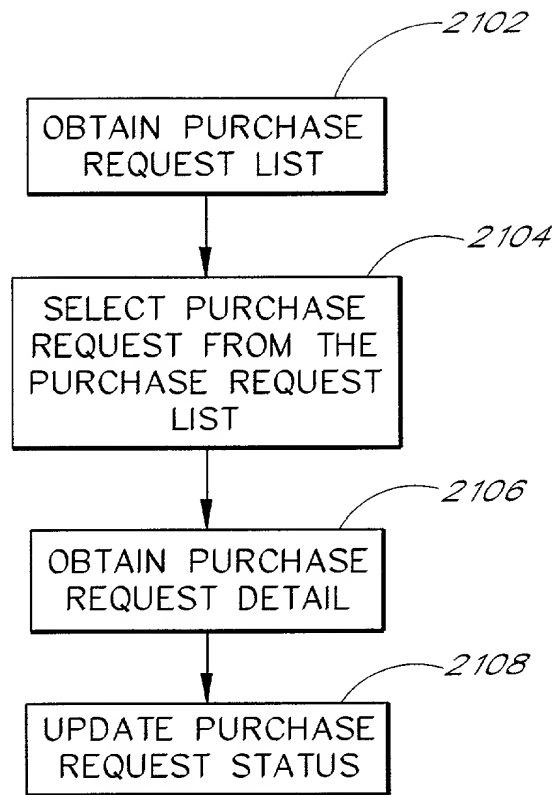 2102
OBTAIN PURCHASE
REQUEST LIST
2104
SELECT PURCHASE
REQUEST FROM THE
PURCHASE REQUEST
LIST
2106
OBTAIN PURCHASE
REQUEST DETAIL
2108
UPDATE PURCHASE
REQUEST STATUS